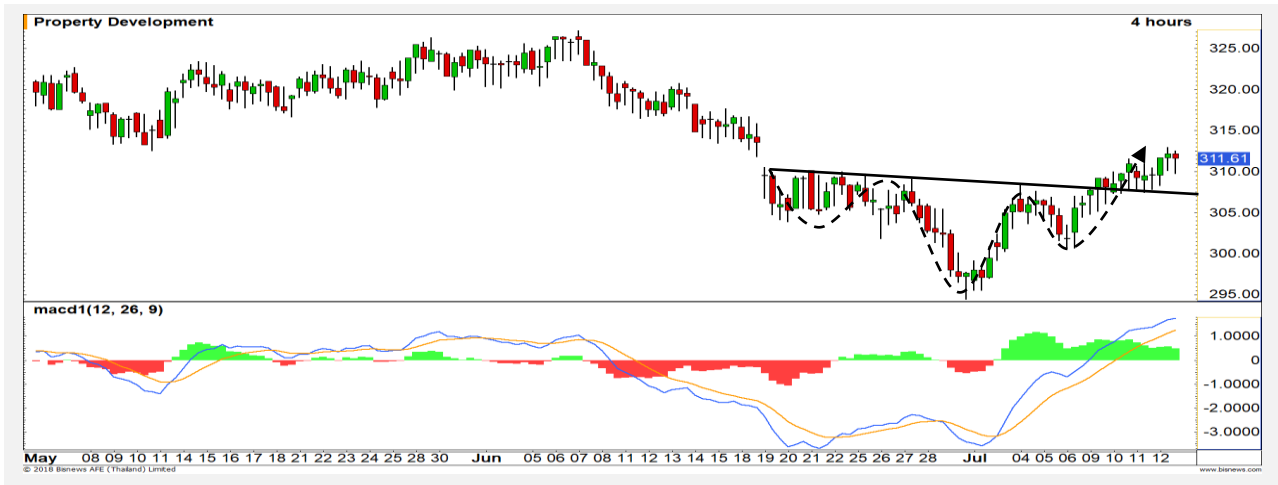 Property Development
4 hours
325.00
320.00
315.00
311.61
310.00
305.00
300.00
295.00
macd1(12, 26, 9)
1.0000
0
-1.0000
-2.0000
-3.0000
May 08 09 10 11 14 15 16 17 18 21 22 23 24 25 28 30 Jun 05 06 07 08 11 12 13 14 15 18 19 20 21 22 25 26 27 28 Jul 04 05 06 09 10 11 12
© 2018 Bisnews AFE (Thailand) Limited
www.bisnews.com